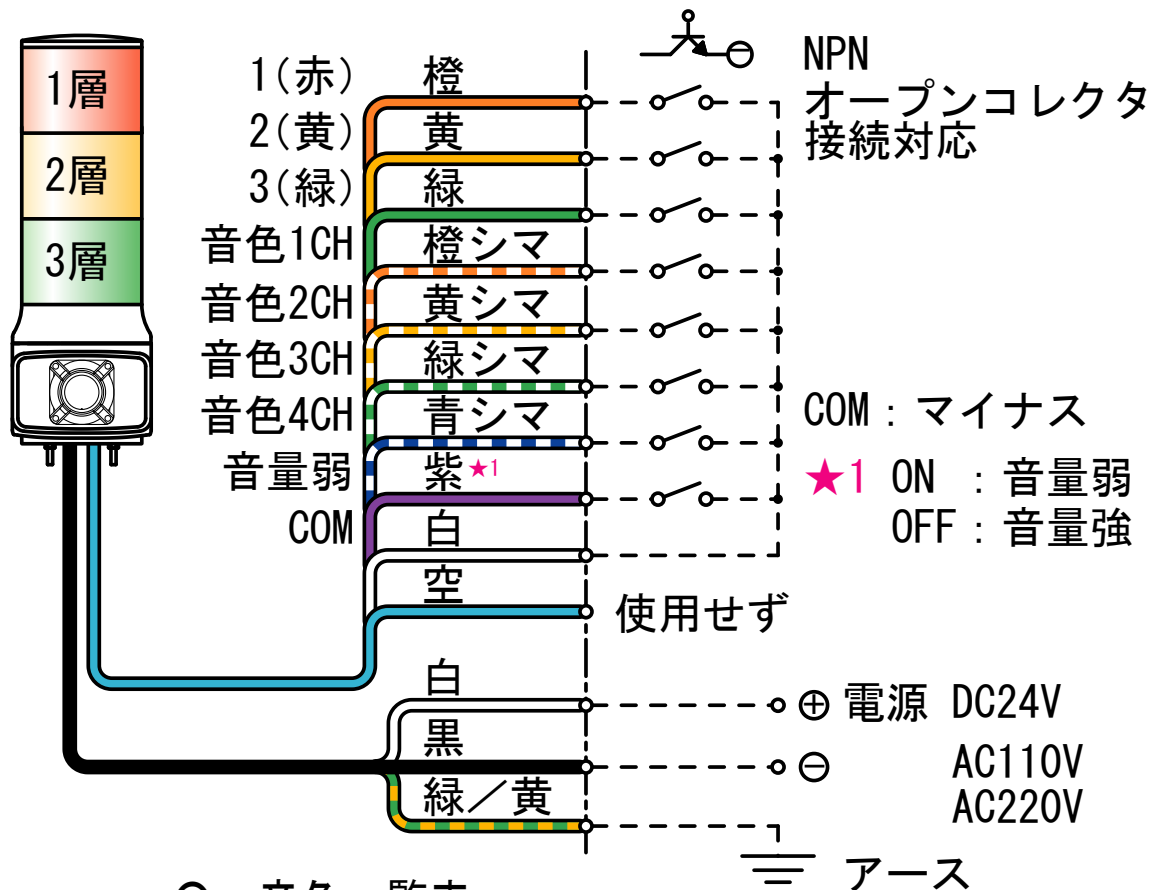 1層
2層
3層
1(赤) 橙
2(黄) 黄
3(緑) 緑
音色1CH 橙シマ
音色2CH 黄シマ
音色3CH 緑シマ
音色4CH 青シマ
音量弱 紫★1
COM 白
空
使用せず
NPN
オープンコレクタ
接続対応
COM：マイナス
★1 ON ：音量弱
OFF：音量強
白
黒
緑／黄
⊕ 電源 DC24V
⊖ AC110V
AC220V
アース